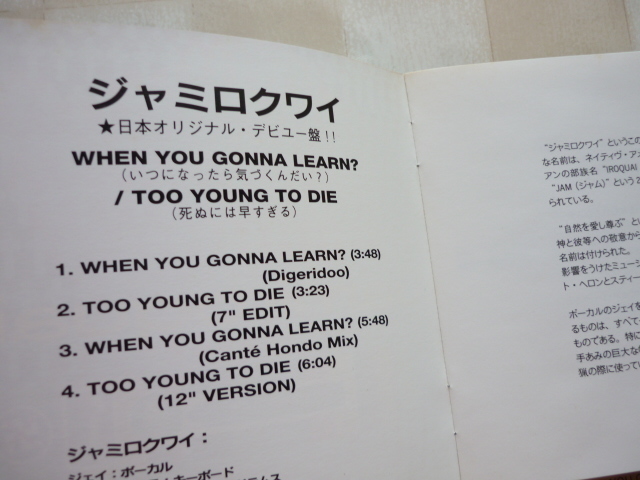 ジャミロクワイ
★日本オリジナル・デビュー盤!!
WHEN YOU GONNA LEARN?
(いつになったら気づくんだい?)
/ TOO YOUNG TO DIE
(死ぬには早すぎる)
1. WHEN YOU GONNA LEARN? (3:48)
(Digeridoo)
2. TOO YOUNG TO DIE (3:23)
(7" EDIT)
3. WHEN YOU GONNA LEARN? (5:48)
(Canté Hondo Mix)
4. TOO YOUNG TO DIE (6:04)
(12" VERSION)
ジャミロクワイ:
ジェイ:ボーカル
キーボード
"ジャミロクワイ" というこの
な名前は、ネイティヴ・アメ
アンの部族名 "IROQUAI
"JAM (ジャム)" という2
られている。
"自然を愛し尊ぶ" と
神と彼等への敬意から
名前は付けられた。
影響をうけたミュージ
ト・ヘロンとスティー
ボーカルのジェイを
るものは、すべて
ものである。特に
手あみの巨大な
猟の際に使ってい